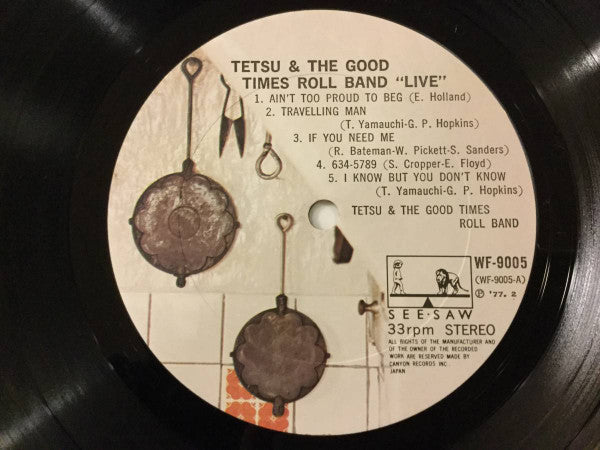 TETSU & THE GOOD
TIMES ROLL BAND "LIVE"
1. AIN'T TOO PROUD TO BEG (E. Holland)
2. TRAVELLING MAN
(T. Yamauchi-G. P. Hopkins)
3. IF YOU NEED ME
(R. Bateman-W. Pickett-S. Sanders)
4. 634-5789 (S. Cropper-E. Floyd)
5. I KNOW BUT YOU DON'T KNOW
(T. Yamauchi-G. P. Hopkins)
TETSU & THE GOOD TIMES
ROLL BAND
WF-9005
(WF-9005-A)
Ⓟ '77. 2
SEE·SAW
33rpm STEREO
ALL RIGHTS OF THE MANUFACTURER AND
OF THE OWNER OF THE RECORDED
WORK ARE RESERVED MADE BY
CANYON RECORDS INC.
JAPAN